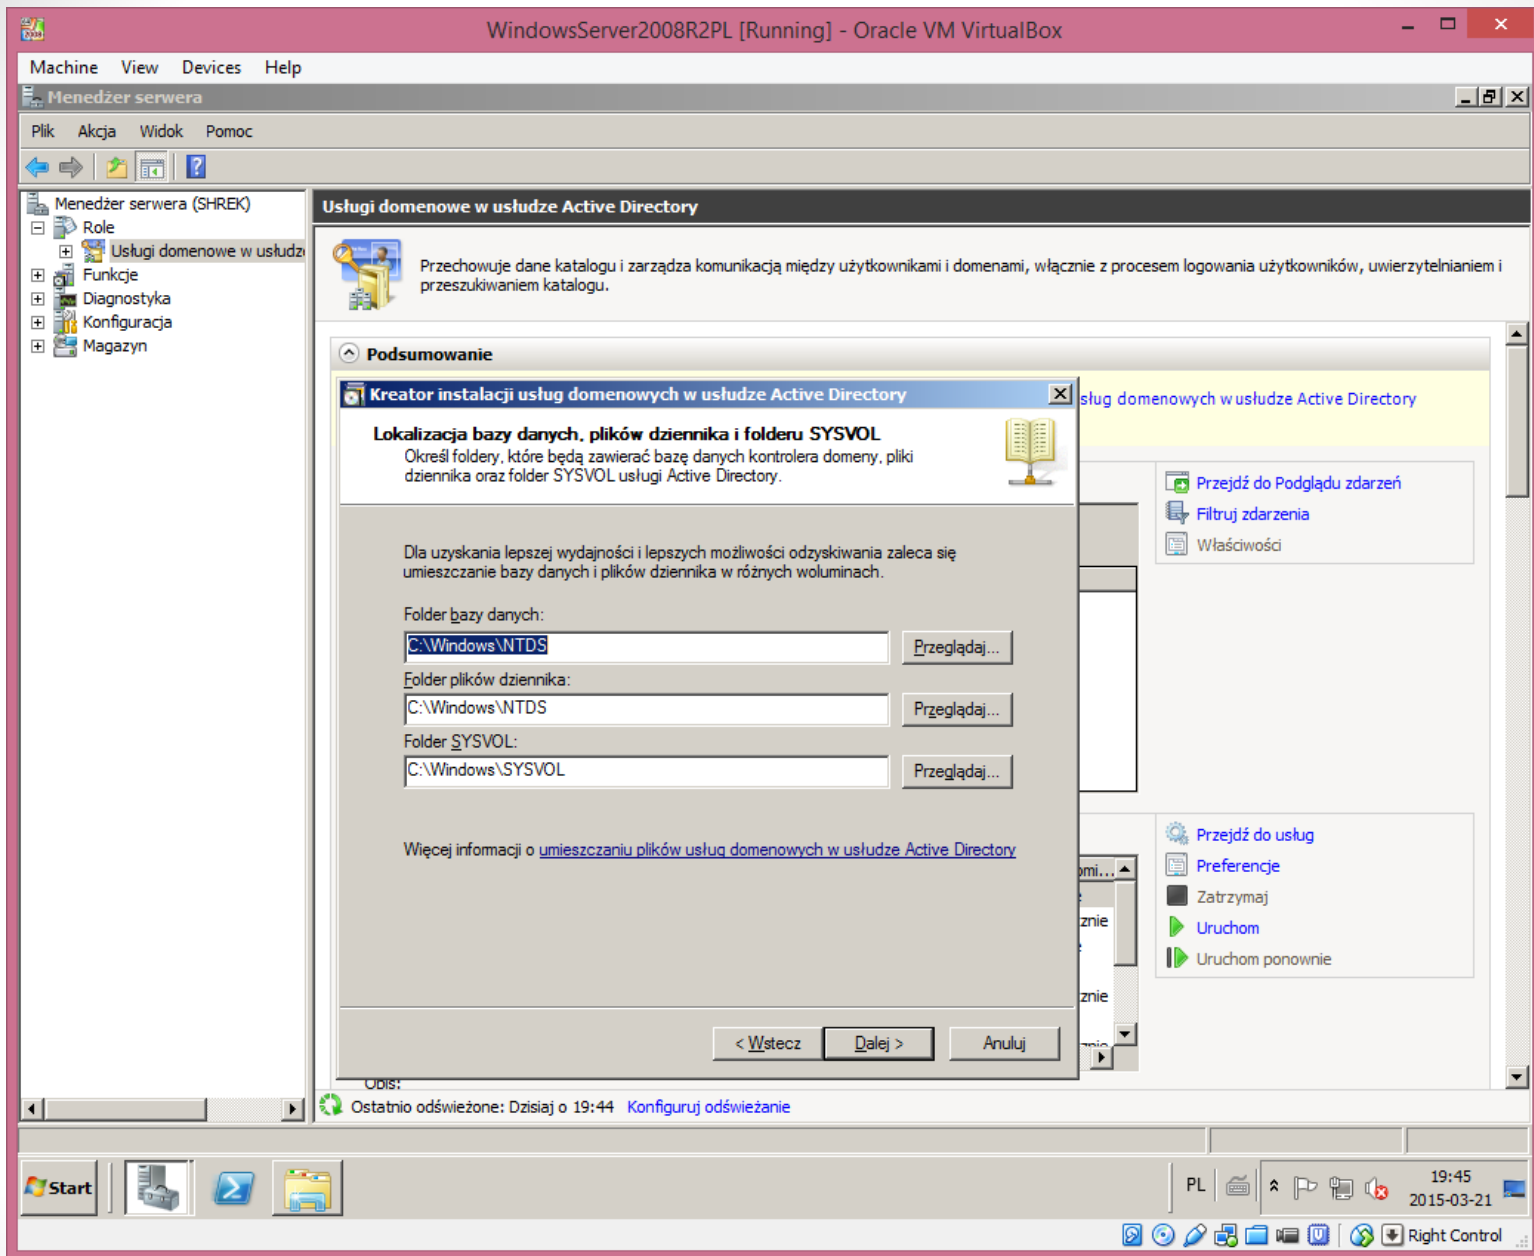 WindowsServer2008R2PL [Running] - Oracle VM VirtualBox
Machine View Devices Help
Menedżer serwera
Plik Akcja Widok Pomoc
Menedżer serwera (SHREK)
Role
Usługi domenowe w usłudze
Funkcje
Diagnostyka
Konfiguracja
Magazyn
Usługi domenowe w usłudze Active Directory
Przechowuje dane katalogu i zarządza komunikacją między użytkownikami i domenami, włącznie z procesem logowania użytkowników, uwierzytelnianiem i
przeszukiwaniem katalogu.
Podsumowanie
sług domenowych w usłudze Active Directory
Kreator instalacji usług domenowych w usłudze Active Directory
Lokalizacja bazy danych, plików dziennika i folderu SYSVOL
Określ foldery, które będą zawierać bazę danych kontrolera domeny, pliki
dziennika oraz folder SYSVOL usługi Active Directory.
Dla uzyskania lepszej wydajności i lepszych możliwości odzyskiwania zaleca się
umieszczanie bazy danych i plików dziennika w różnych woluminach.
Folder bazy danych:
C:\Windows\NTDS
Przeglądaj...
Folder plików dziennika:
C:\Windows\NTDS
Przeglądaj...
Folder SYSVOL:
C:\Windows\SYSVOL
Przeglądaj...
Więcej informacji o umieszczaniu plików usług domenowych w usłudze Active Directory
< Wstecz
Dalej >
Anuluj
Przejdź do Podglądu zdarzeń
Filtruj zdarzenia
Właściwości
omi...
znie
znie
Przejdź do usług
Preferencje
Zatrzymaj
Uruchom
Uruchom ponownie
Opis:
Ostatnio odświeżone: Dzisiaj o 19:44 Konfiguruj odświeżanie
Start
PL
19:45
2015-03-21
Right Control